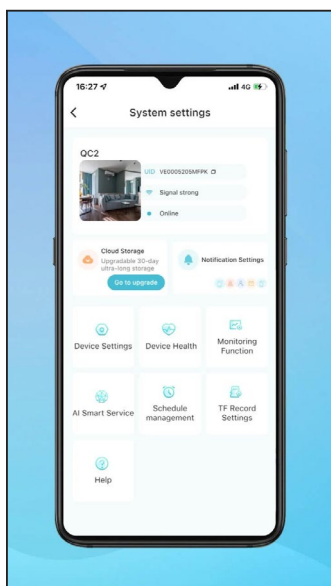 16:27
4G
System settings
QC2
UID VE0005205MFPK
Signal strong
Online
Cloud Storage
Upgradable 30-day
ultra-long storage
Go to upgrade
Notification Settings
Device Settings
Device Health
Monitoring
Function
AI Smart Service
Schedule
management
TF Record
Settings
Help